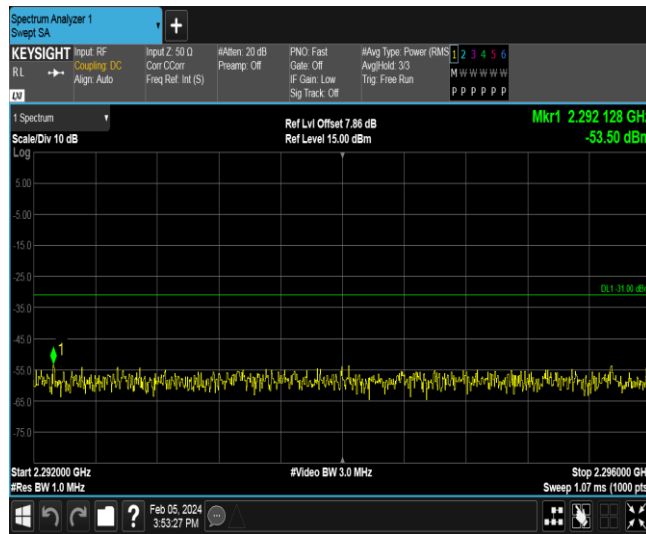 Spectrum Analyzer 1
Swept SA
+
KEYSIGHT
RL
LXI
Input: RF
Coupling: DC
Align: Auto
Input Z: 50 Ω
Corr CCorr
Freq Ref: Int (S)
#Atten: 20 dB
Preamp: Off
PNO: Fast
Gate: Off
IF Gain: Low
Sig Track: Off
#Avg Type: Power (RMS
Avg|Hold: 3/3
Trig: Free Run
1 2 3 4 5 6
M W W W W W
P P P P P P
1 Spectrum
Scale/Div 10 dB
Log
Ref Lvl Offset 7.86 dB
Ref Level 15.00 dBm
Mkr1 2.292 128 GHz
-53.50 dBm
5.00
-5.00
-15.0
-25.0
DL1 -31.00 dBm
-35.0
-45.0
1
-55.0
-65.0
-75.0
Start 2.292000 GHz
#Res BW 1.0 MHz
#Video BW 3.0 MHz
Stop 2.296000 GH
Sweep 1.07 ms (1000 pts
?
Feb 05, 2024
3:53:27 PM